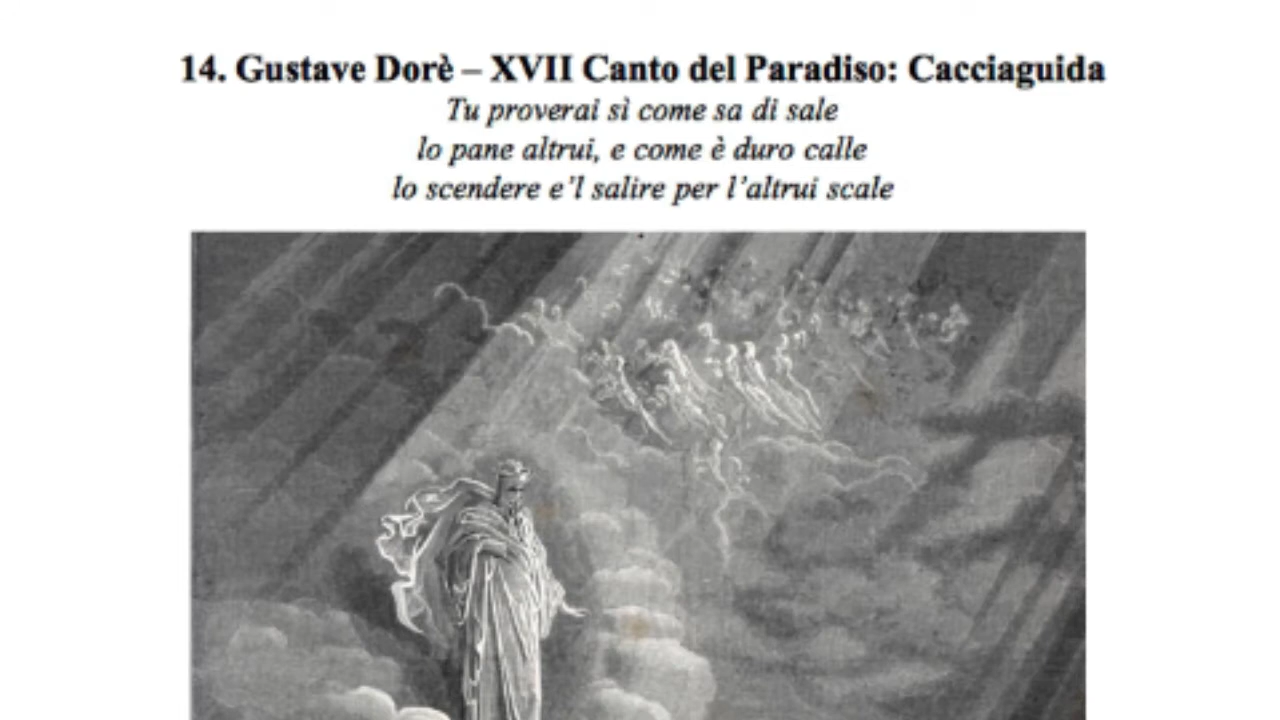 14. Gustave Dorè – XVII Canto del Paradiso: Cacciaguida
Tu proverai sì come sa di sale
lo pane altrui, e come è duro calle
lo scendere e’l salire per l’altrui scale